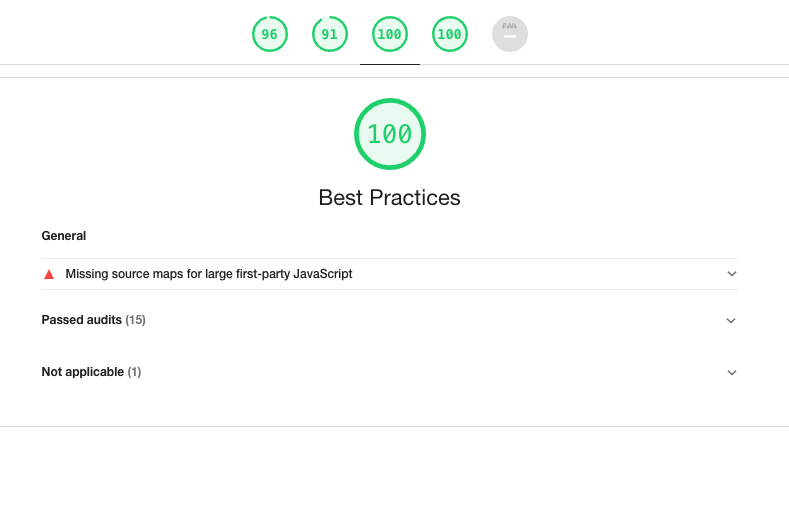 96 91 100 100 PWA
100
Best Practices
General
Missing source maps for large first-party JavaScript
Passed audits (15)
Not applicable (1)